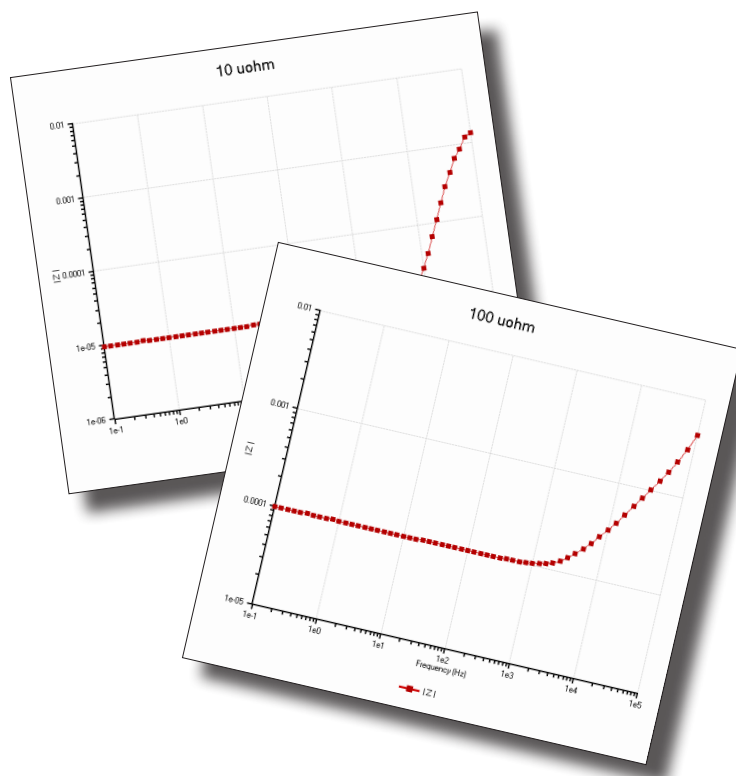 10 uohm
0.01
0.001
|Z|
0.0001
1e-05
1e-06
1e-1
1e0
100 uohm
0.01
0.001
|Z|
0.0001
1e-05
1e-1
1e0
1e1
1e2
1e3
1e4
1e5
Frequency (Hz)
|Z|